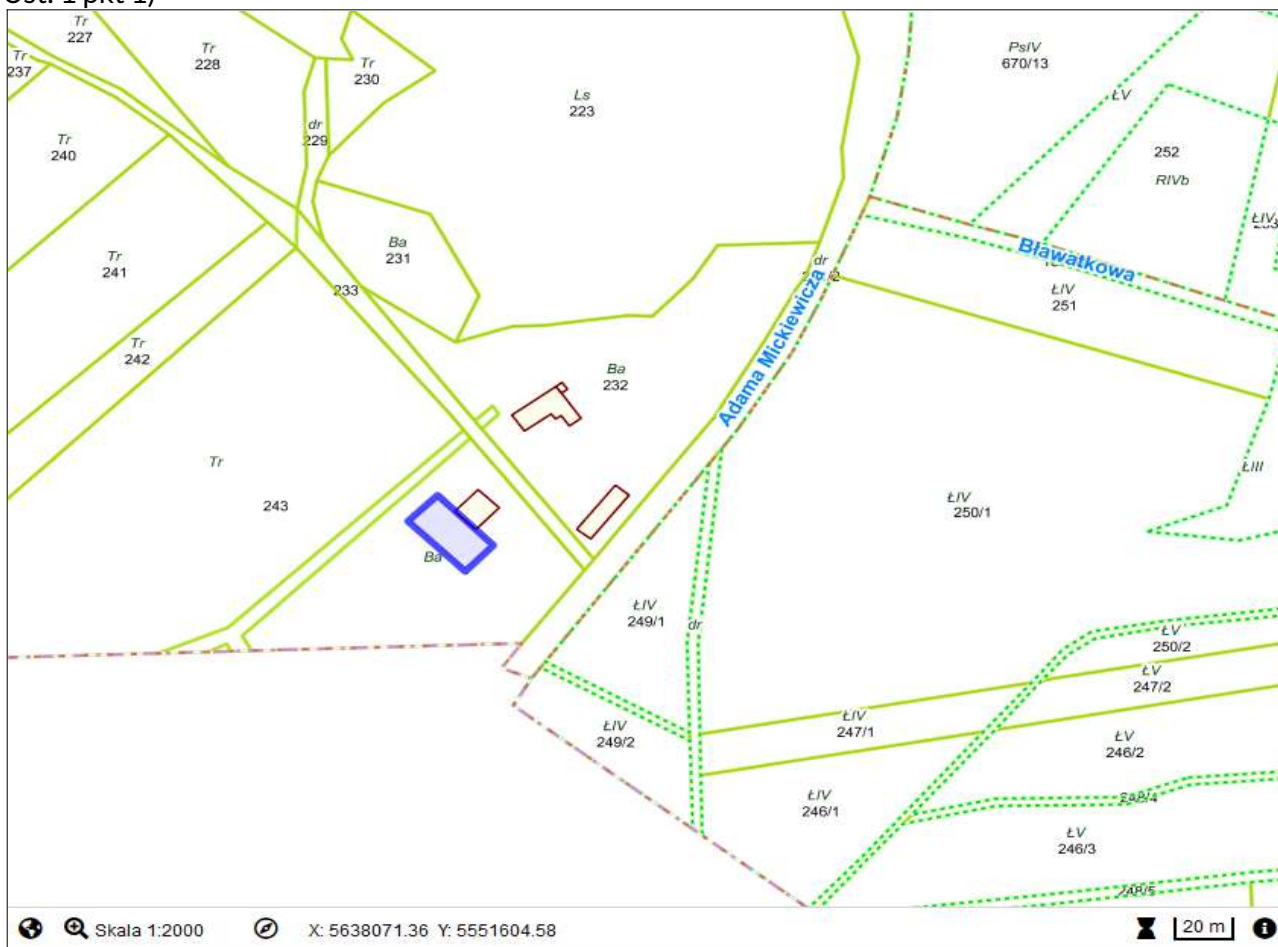 Ust. 1 pkt 1)
Tr
227
Tr
237
Tr
228
Tr
230
Ls
223
PsIV
670/13
ŁV
dr
229
Tr
240
252
RIVb
ŁIV
Ba
231
Tr
241
233
dr
Adama Mickiewicza
Bławatkowa
ŁIV
251
Tr
242
Ba
232
Tr
243
ŁIII
ŁIV
250/1
Ba
ŁIV
249/1
dr
ŁV
250/2
ŁV
247/2
ŁIV
247/1
ŁIV
249/2
ŁV
246/2
ŁIV
246/1
248/4
ŁV
246/3
248/5
Skala 1:2000 X: 5638071.36 Y: 5551604.58 20 m